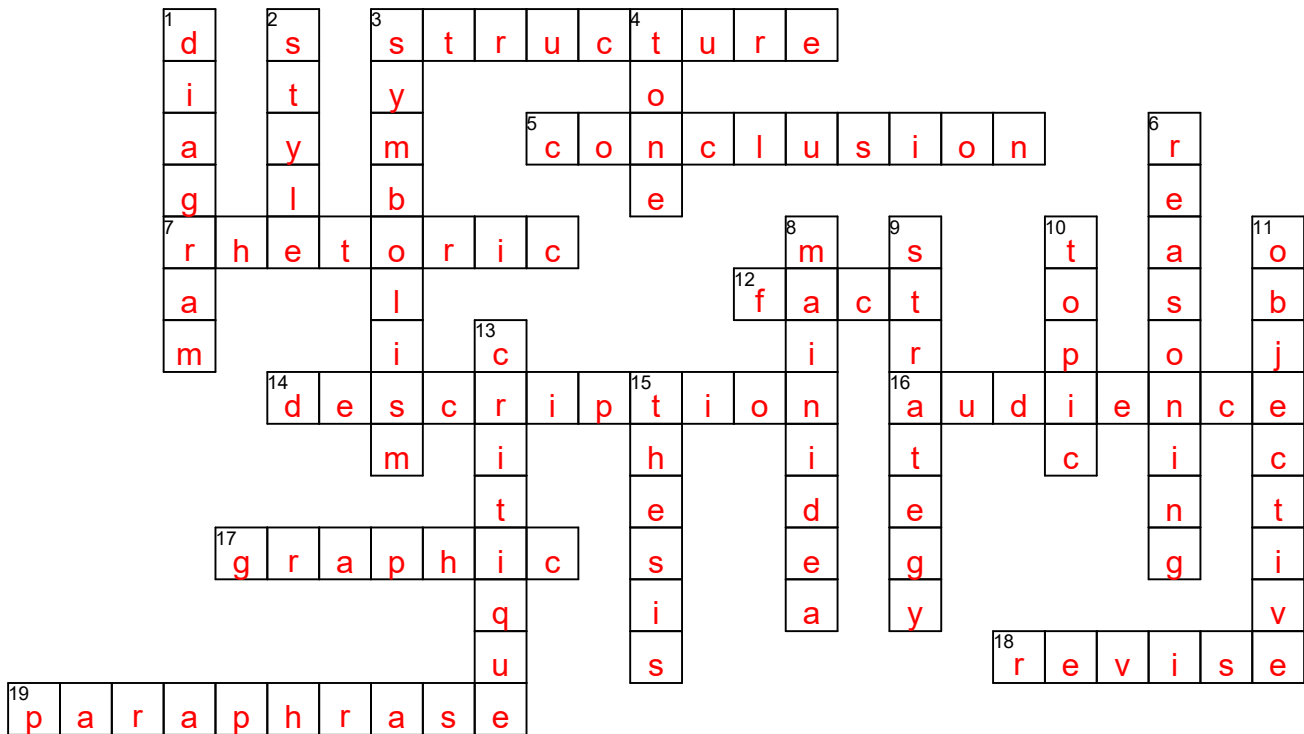 1 2 3 4
d s s t r u c t u r e
i t y o
5 6
a y m c o n c l u s i o n r
g l b e e
7 8 9 10 11
r h e t o r i c m s t a o
12
a l f a c t o s b
13
m i c i r p o j
14 15 16
d e s c r i p t i o n a u d i e n c e
m i h i t c i c
t e d e n t
17
g r a p h i c s e g g i
q i a y v
18
u s r e v i s e
19
p a r a p h r a s e